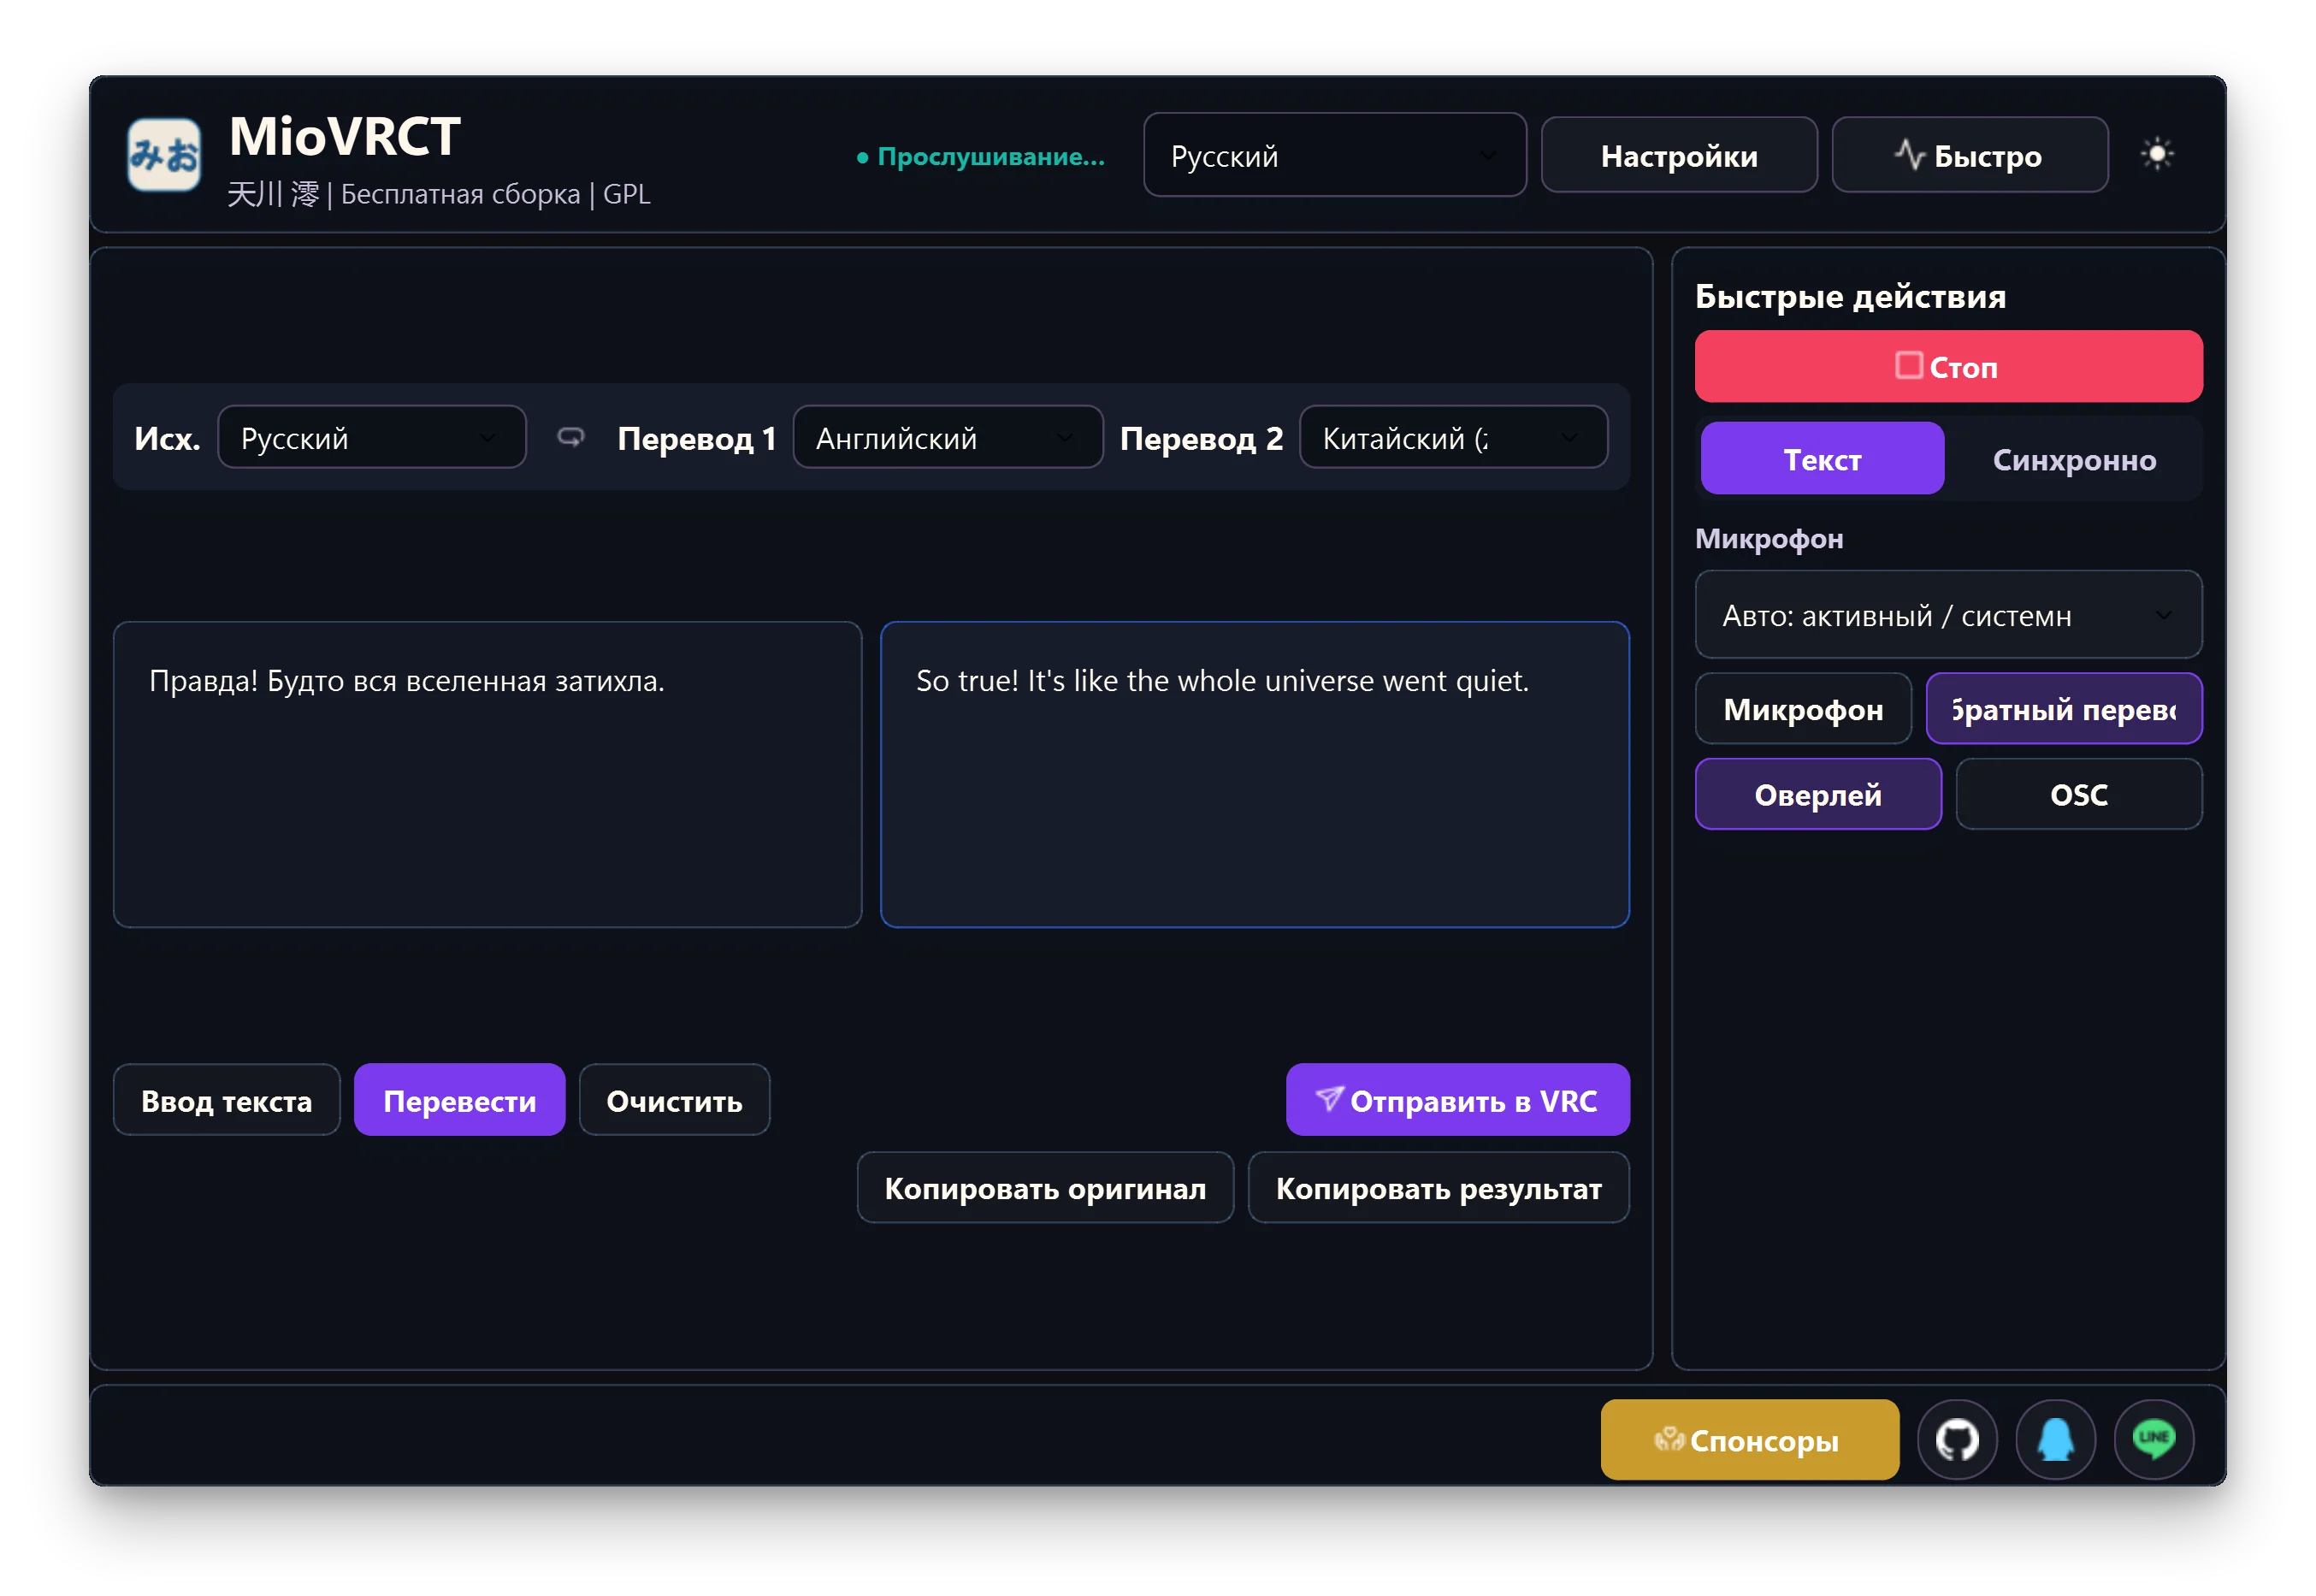 みお
MioVRCT
天川 澪 | Бесплатная сборка | GPL
Прослушивание...
Русский
Настройки
Быстро
Исх.
Русский
Перевод 1
Английский
Перевод 2
Китайский (
Правда! Будто вся вселенная затихла.
So true! It's like the whole universe went quiet.
Ввод текста
Перевести
Очистить
Отправить в VRC
Копировать оригинал
Копировать результат
Быстрые действия
Стоп
Текст
Синхронно
Микрофон
Авто: активный / системн
Микрофон
братный перево
Оверлей
OSC
Спонсоры
LINE